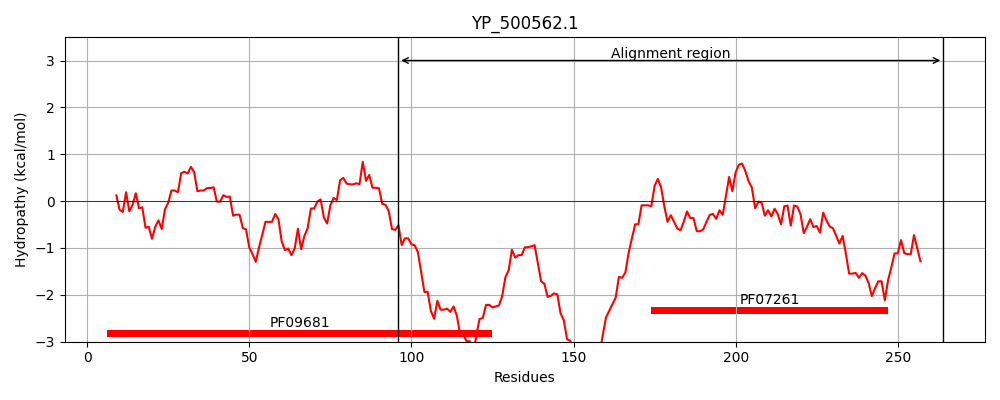 YP_500562.1
Hydropathy (kcal/mol)
3
2
1
0
−1
−2
−3
Alignment region
PF09681
PF07261
0
50
100
150
200
250
Residues